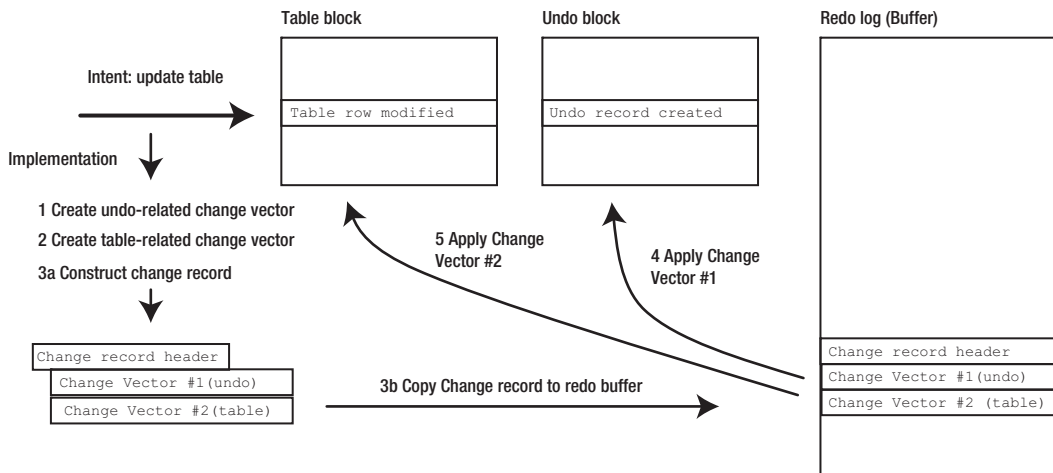 Table block
Undo block
Redo log (Buffer)
Intent: update table
Table row modified
Undo record created
Implementation
1 Create undo-related change vector
2 Create table-related change vector
3a Construct change record
5 Apply Change
Vector #2
4 Apply Change
Vector #1
Change record header
Change Vector #1(undo)
Change Vector #2(table)
3b Copy Change record to redo buffer
Change record header
Change Vector #1(undo)
Change Vector #2 (table)